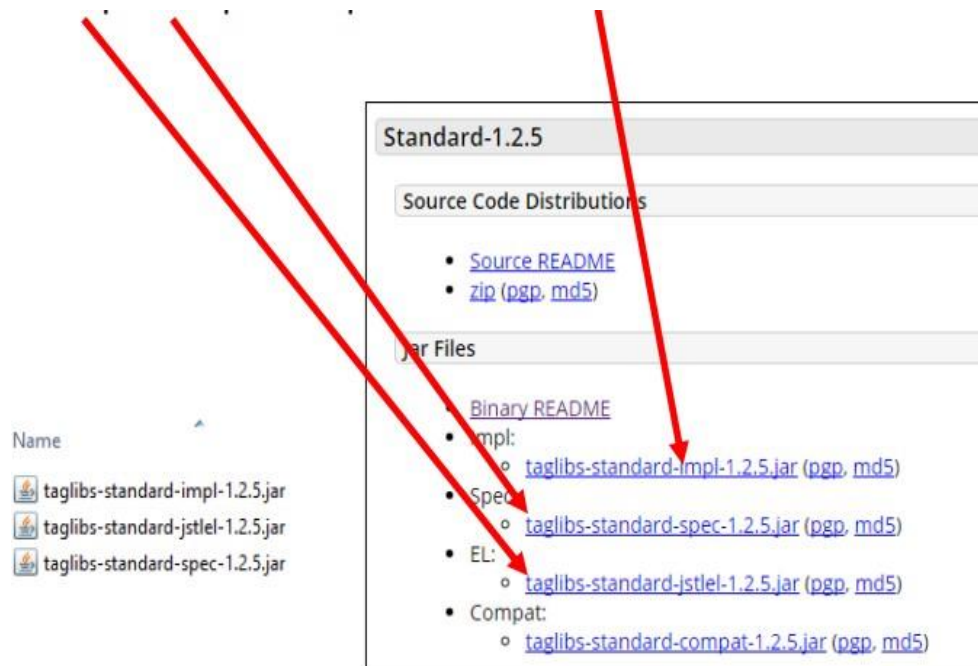 Standard-1.2.5
Source Code Distributions
Source README
zip (pgp, md5)
Jar Files
Binary README
Impl:
taglibs-standard-impl-1.2.5.jar (pgp, md5)
Spec:
taglibs-standard-spec-1.2.5.jar (pgp, md5)
EL:
taglibs-standard-jstlel-1.2.5.jar (pgp, md5)
Compat:
taglibs-standard-compat-1.2.5.jar (pgp, md5)
Name
taglibs-standard-impl-1.2.5.jar
taglibs-standard-jstlel-1.2.5.jar
taglibs-standard-spec-1.2.5.jar